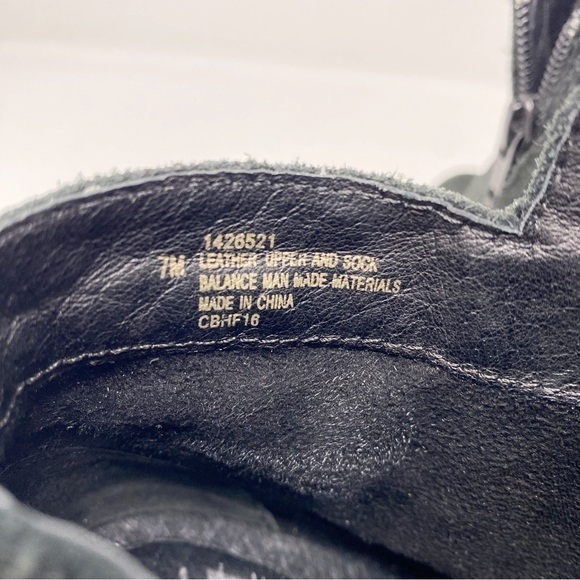 1426521
7M LEATHER UPPER AND SOCK
BALANCE MAN MADE MATERIALS
MADE IN CHINA
CBHF16